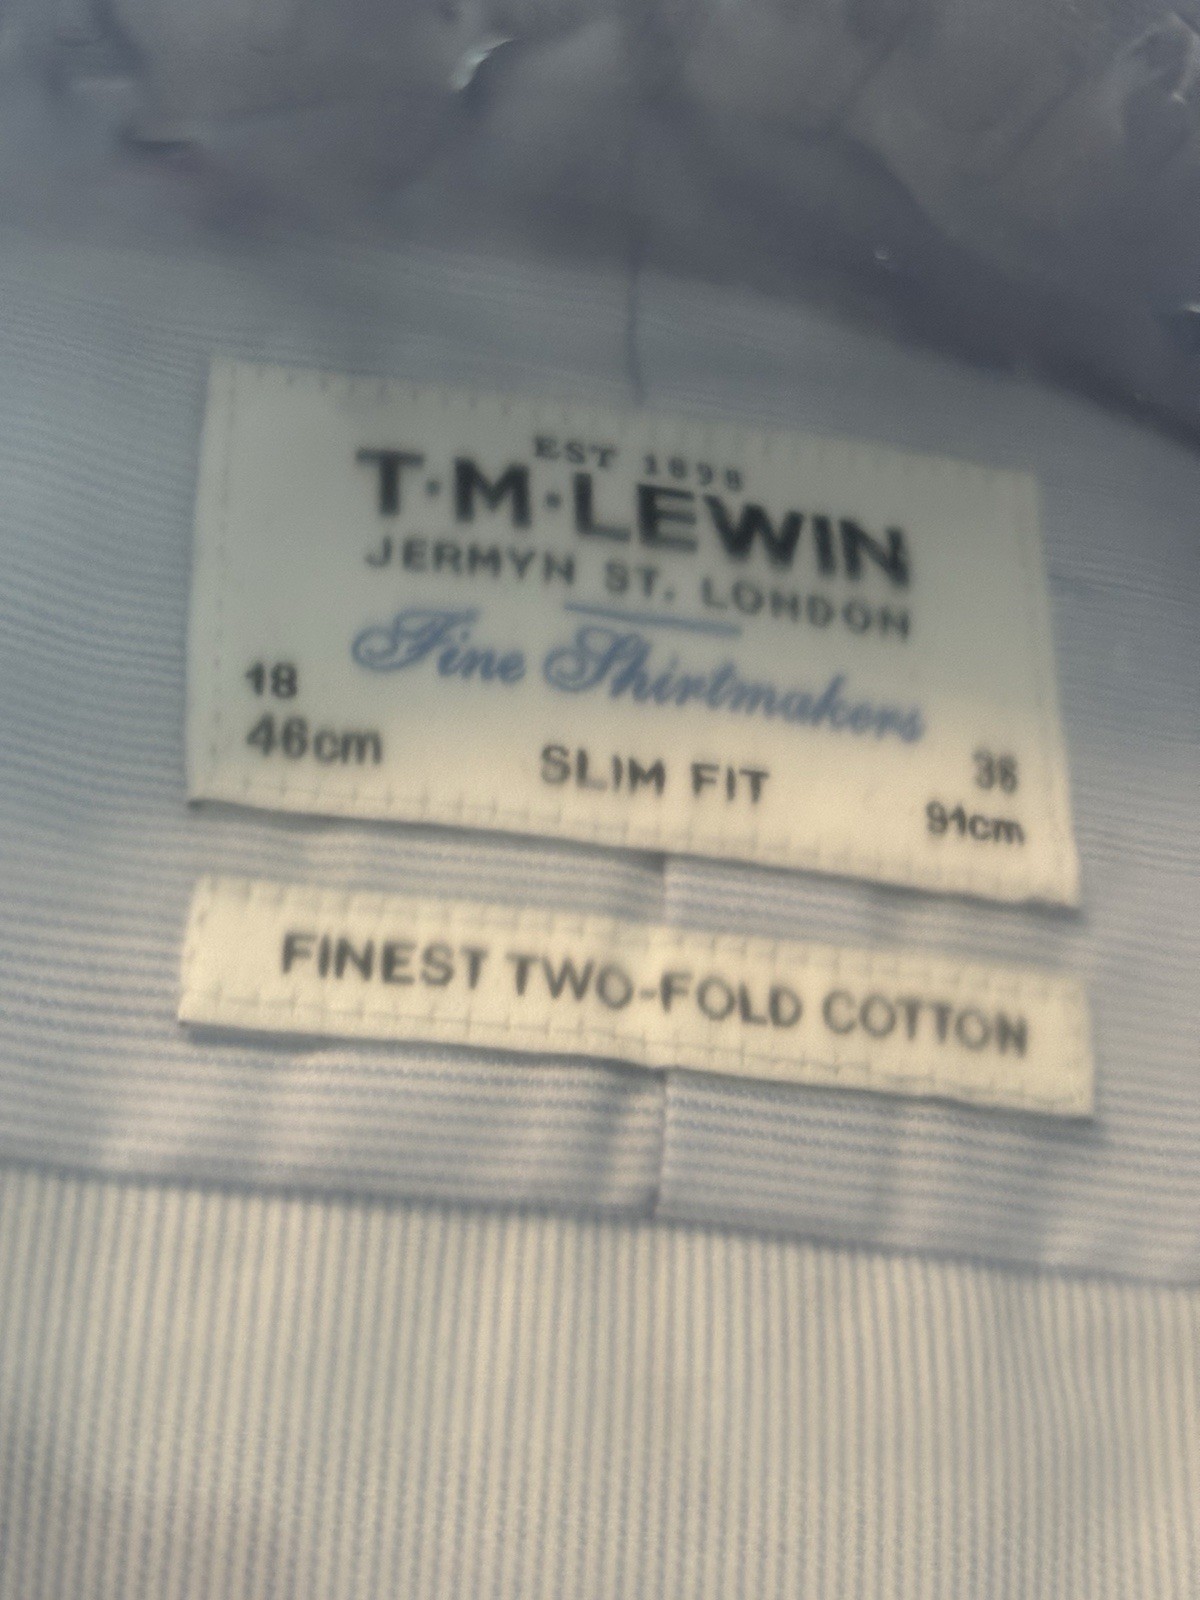 EST 1898
T·M·LEWIN
JERMYN ST. LONDON
Fine Shirtmakers
18
46cm
SLIM FIT
36
91cm
FINEST TWO-FOLD COTTON